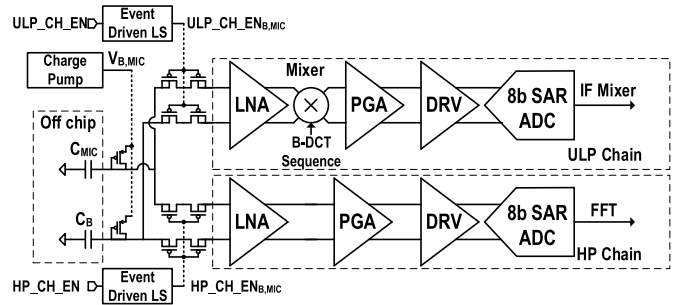 ULP_CH_EN
Event
Driven LS
ULP_CH_ENB,MIC
Charge
Pump
VB,MIC
Off chip
CMIC
CB
LNA
Mixer
B-DCT
Sequence
PGA
DRV
8b SAR
ADC
IF Mixer
ULP Chain
LNA
PGA
DRV
8b SAR
ADC
FFT
HP Chain
HP_CH_EN
Event
Driven LS
HP_CH_ENB,MIC